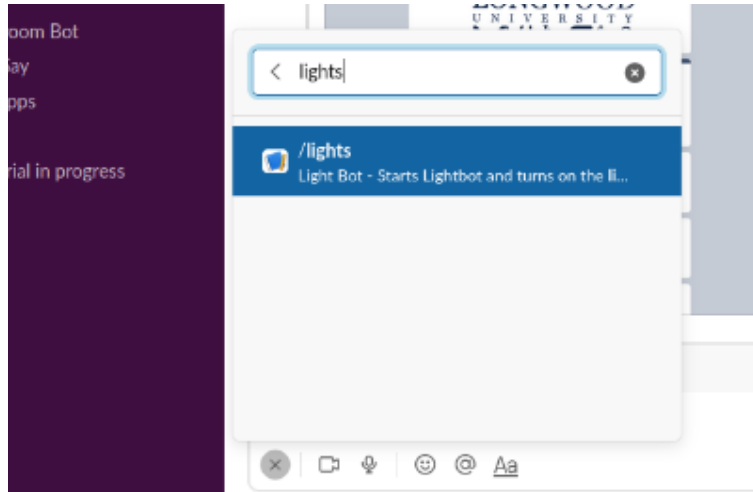 LONGWOOD
UNIVERSITY
oom Bot
Say
pps
rial in progress
lights
/lights
Light Bot - Starts Lightbot and turns on the li...
@ Aa